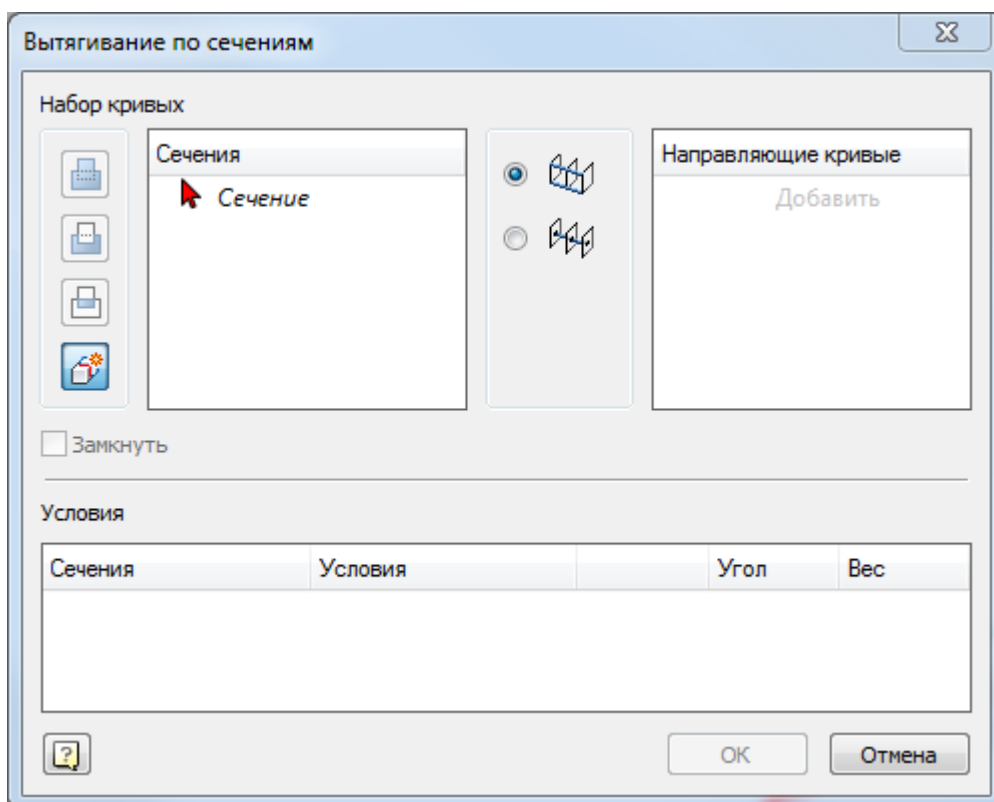 Вытягивание по сечениям
Набор кривых
Сечения
Сечение
Направляющие кривые
Добавить
Замкнуть
Условия
Сечения Условия Угол Вес
OK Отмена